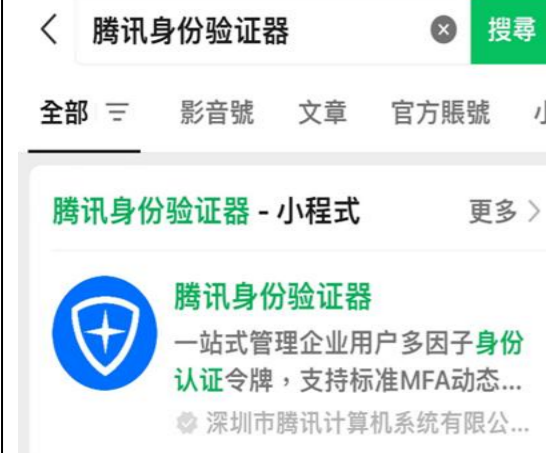 腾讯身份验证器 搜尋
全部 影音號 文章 官方賬號
腾讯身份验证器 - 小程式 更多
腾讯身份验证器
一站式管理企业用户多因子身份
认证令牌，支持标准MFA动态...
深圳市腾讯计算机系统有限公...